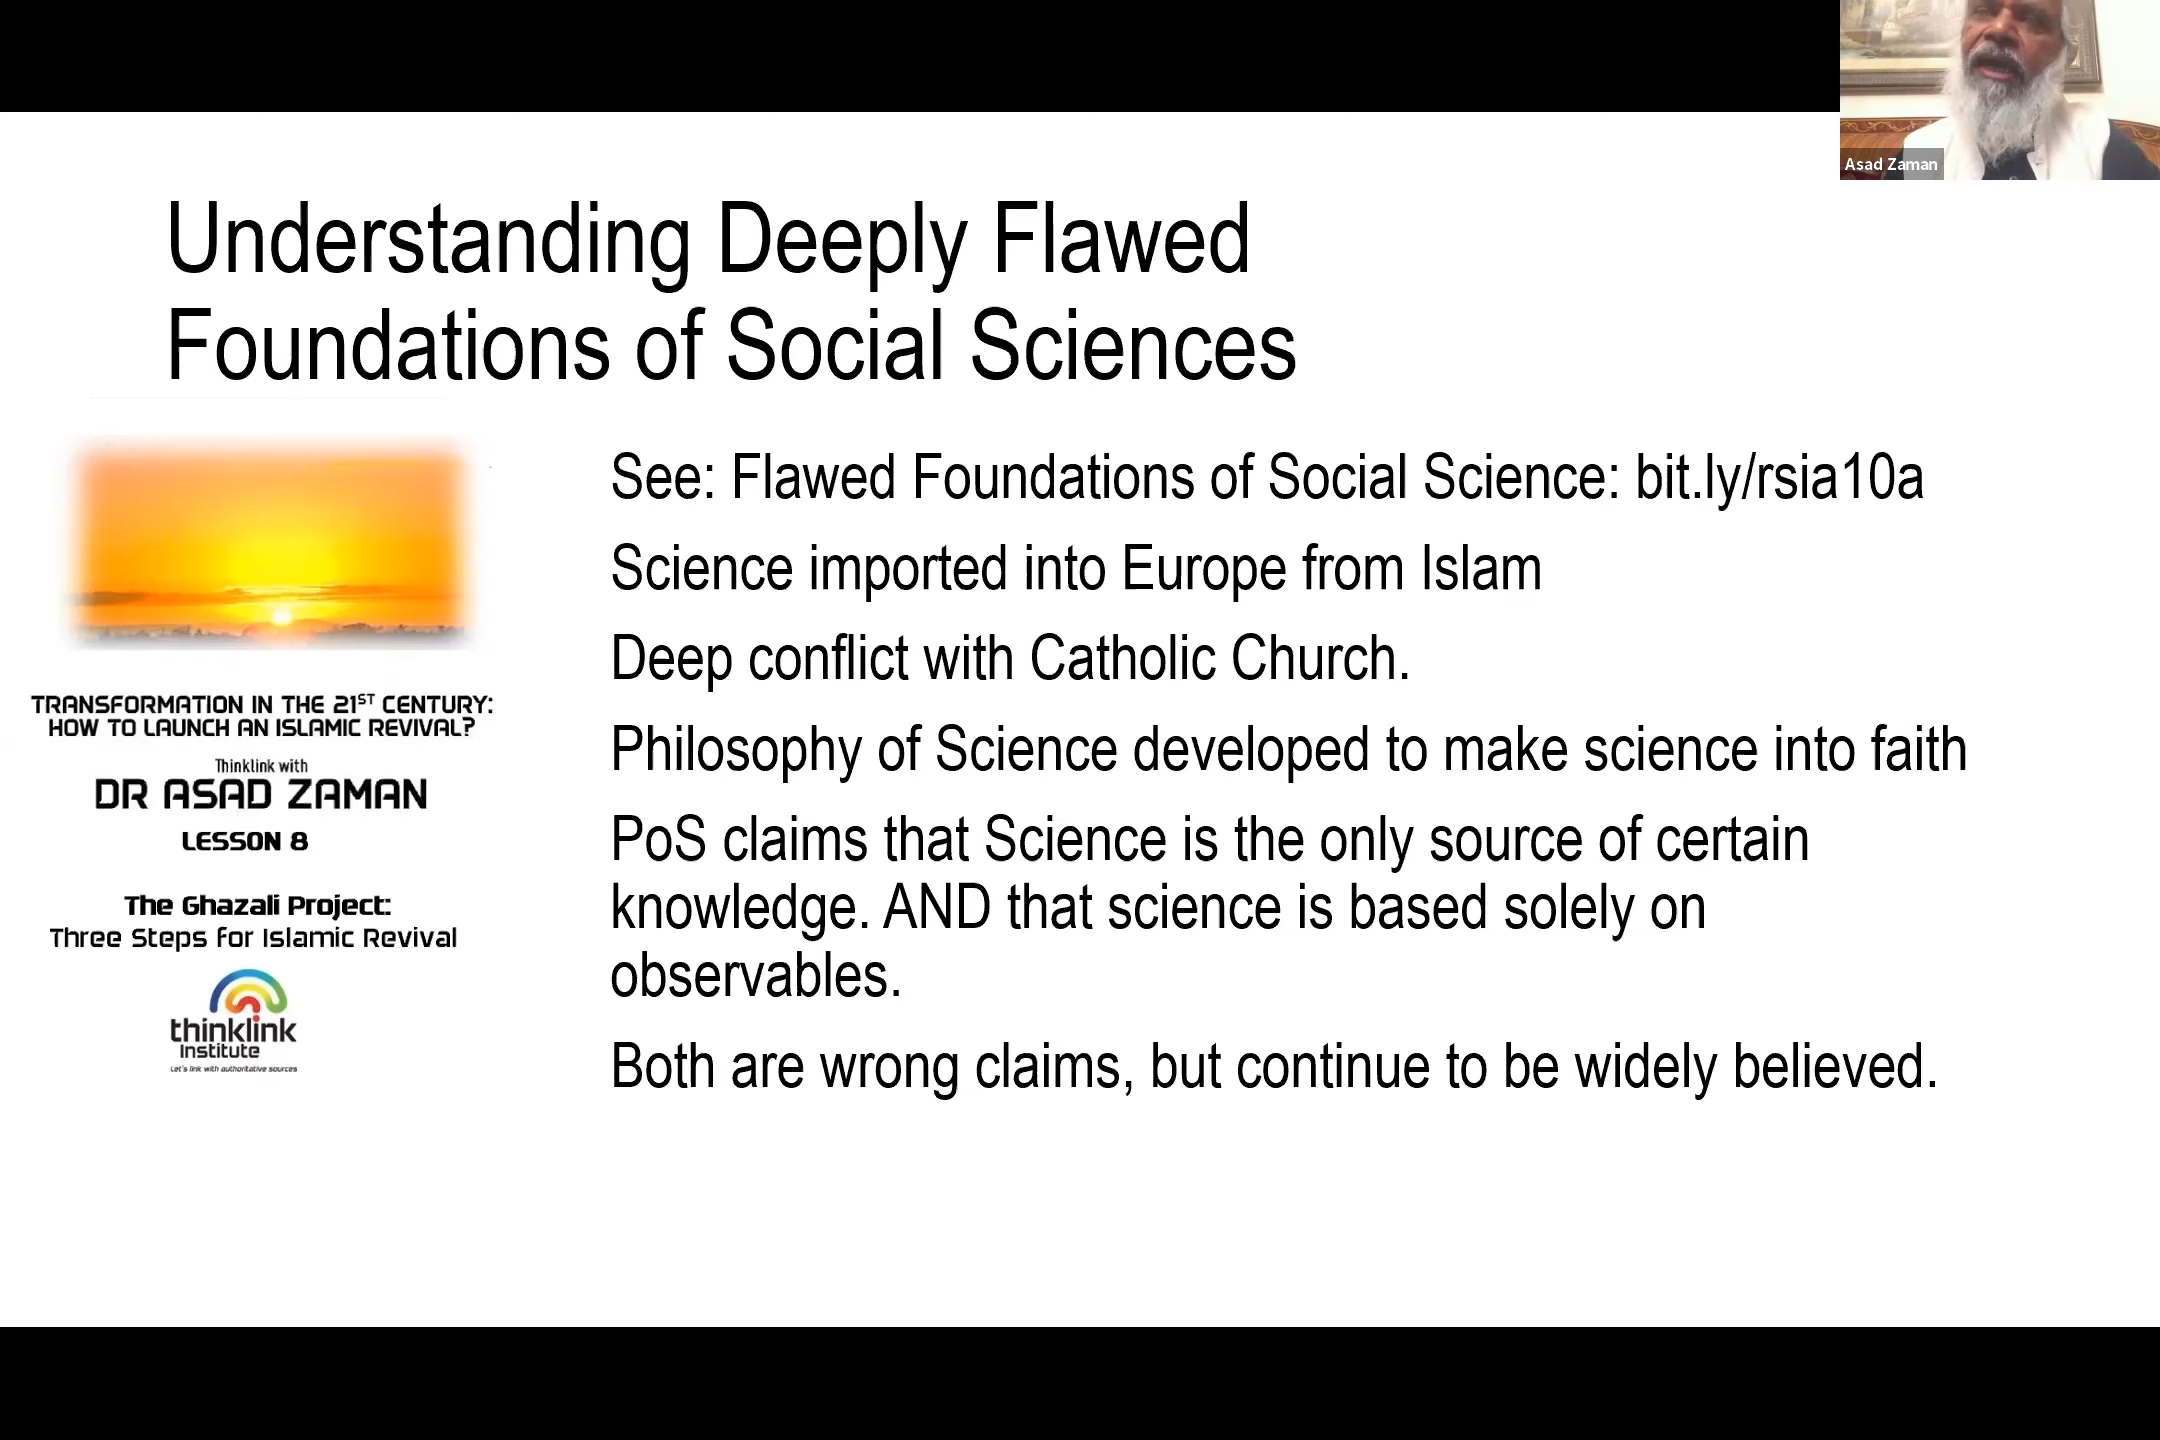 Asad Zaman
Understanding Deeply Flawed
Foundations of Social Sciences
See: Flawed Foundations of Social Science: bit.ly/rsia10a
Science imported into Europe from Islam
Deep conflict with Catholic Church.
Philosophy of Science developed to make science into faith
PoS claims that Science is the only source of certain
knowledge. AND that science is based solely on
observables.
Both are wrong claims, but continue to be widely believed.
TRANSFORMATION IN THE 21ST CENTURY:
HOW TO LAUNCH AN ISLAMIC REVIVAL?
Thinklink with
DR ASAD ZAMAN
LESSON 8
The Ghazali Project:
Three Steps for Islamic Revival
thinklink
Institute
Let's link with authoritative sources